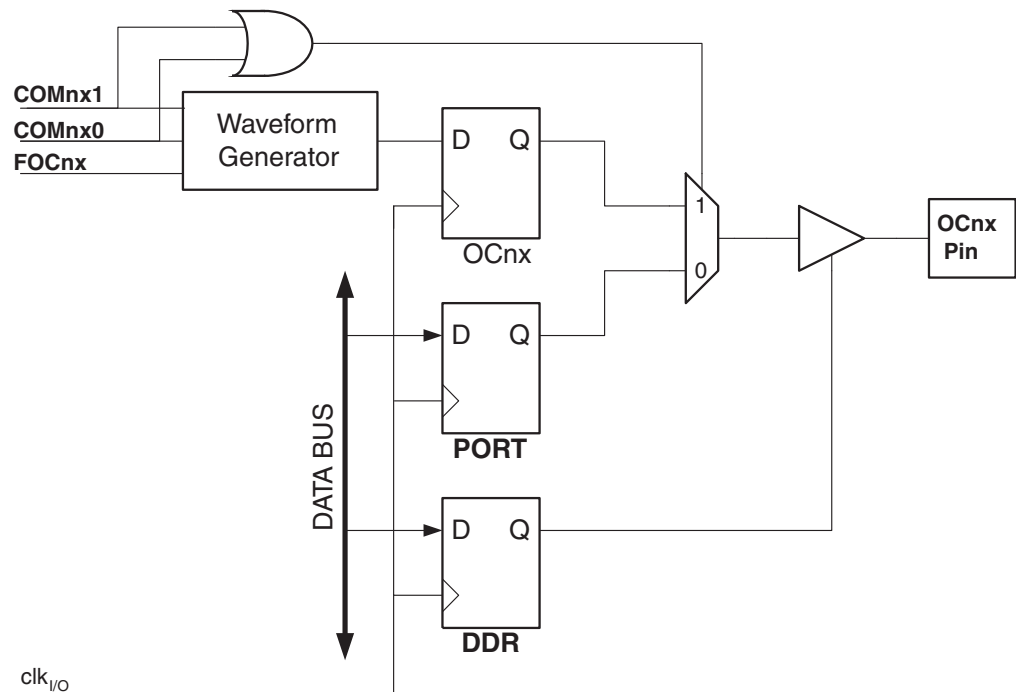 COMnx1
COMnx0
FOCnx
Waveform
Generator
D Q
OCnx
1
0
OCnx
Pin
D Q
PORT
DATA BUS
D Q
DDR
clkI/O